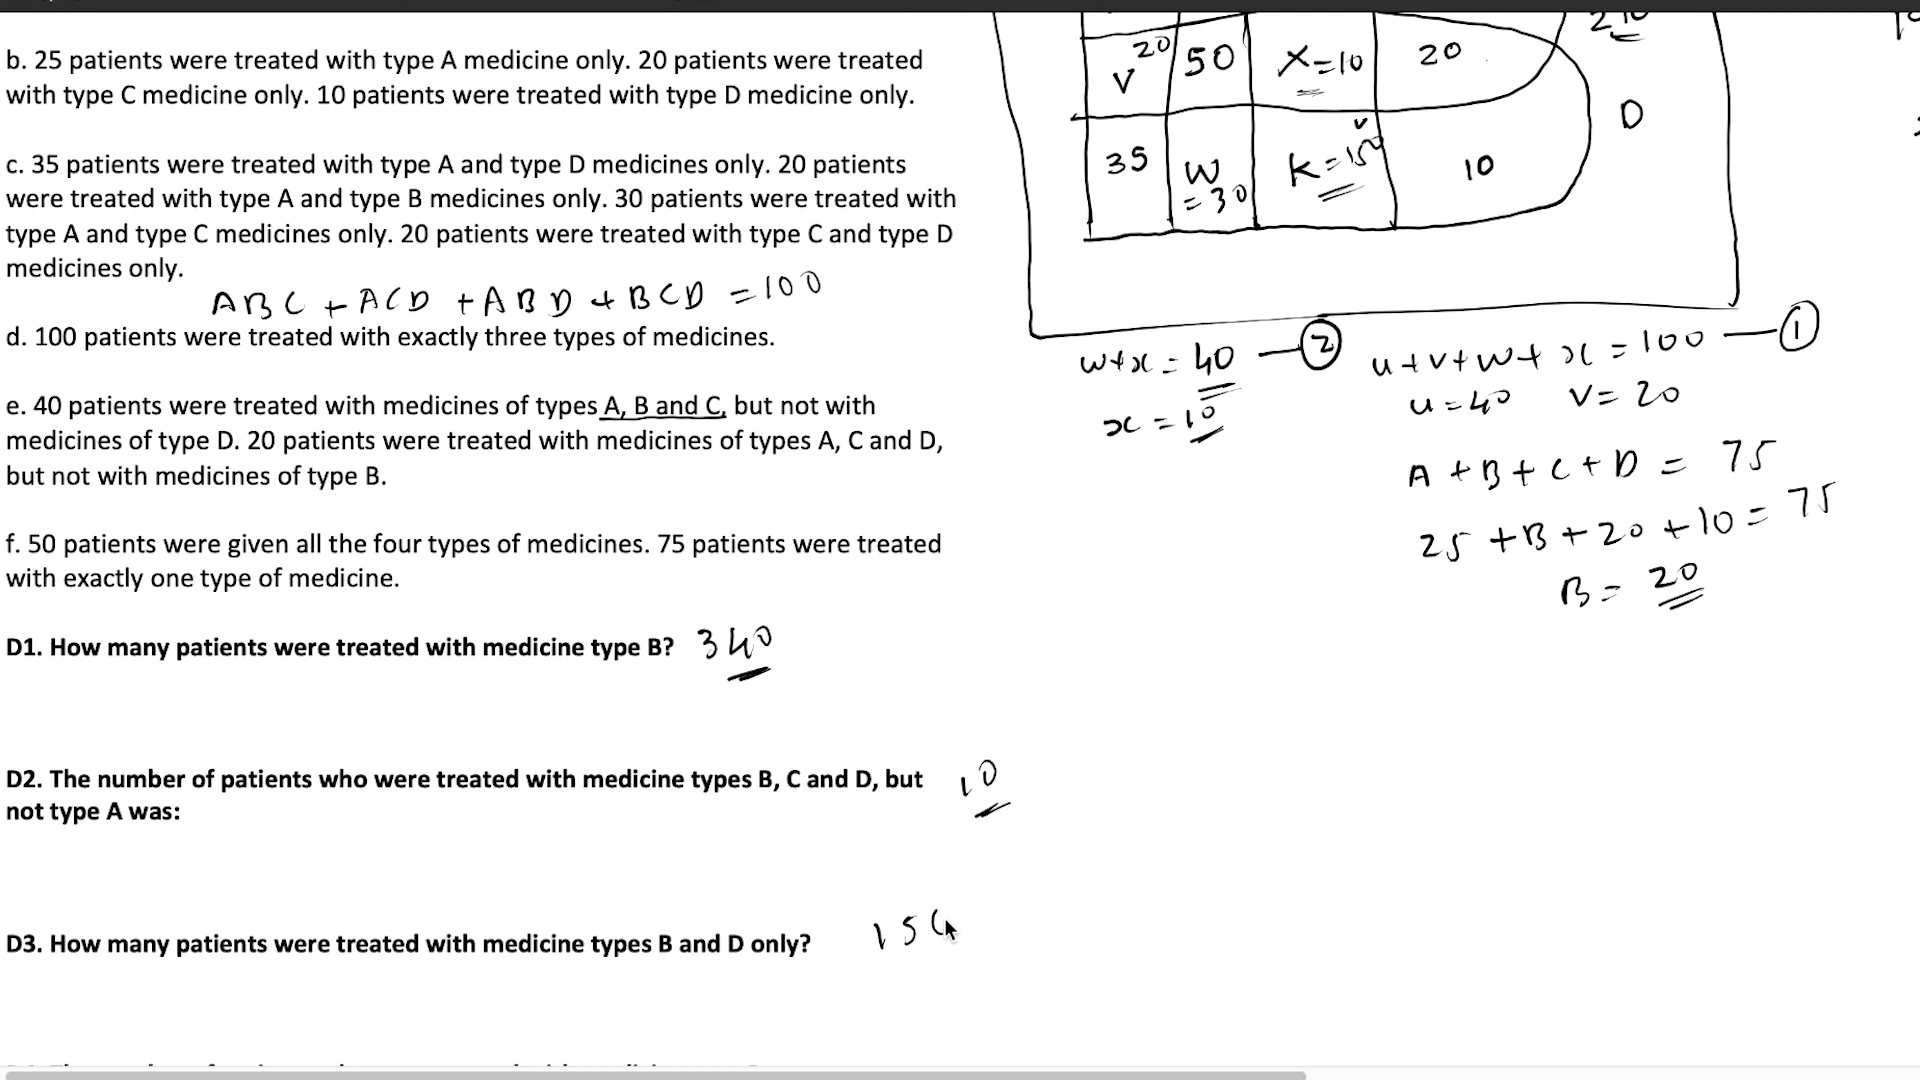 b. 25 patients were treated with type A medicine only. 20 patients were treated
with type C medicine only. 10 patients were treated with type D medicine only.
c. 35 patients were treated with type A and type D medicines only. 20 patients
were treated with type A and type B medicines only. 30 patients were treated with
type A and type C medicines only. 20 patients were treated with type C and type D
medicines only.
ABC + ACD + ABD + BCD = 100
d. 100 patients were treated with exactly three types of medicines.
e. 40 patients were treated with medicines of types A, B and C, but not with
medicines of type D. 20 patients were treated with medicines of types A, C and D,
but not with medicines of type B.
f. 50 patients were given all the four types of medicines. 75 patients were treated
with exactly one type of medicine.
D1. How many patients were treated with medicine type B? 340
D2. The number of patients who were treated with medicine types B, C and D, but
not type A was: 10
D3. How many patients were treated with medicine types B and D only?
V 20 50 X=10 20
D
35 W = 30 K = 150 10
w+x = 40 — 2
x = 10
u+v+w+x = 100 — 1
u=40 V= 20
A + B + C + D = 75
25 + B + 20 + 10 = 75
B = 20